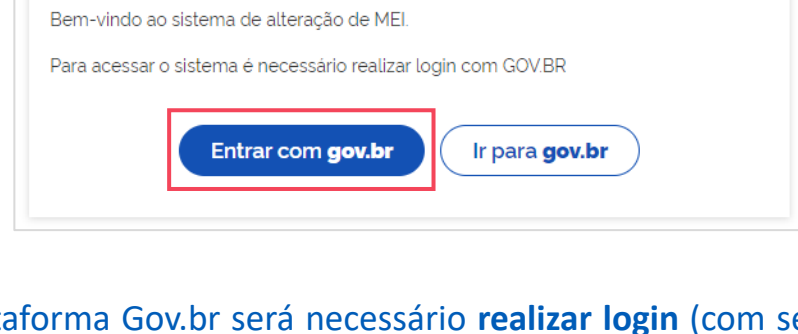 Bem-vindo ao sistema de alteração de MEI.
Para acessar o sistema é necessário realizar login com GOV.BR
Entrar com gov.br
Ir para gov.br
taforma Gov.br será necessário realizar login (com se